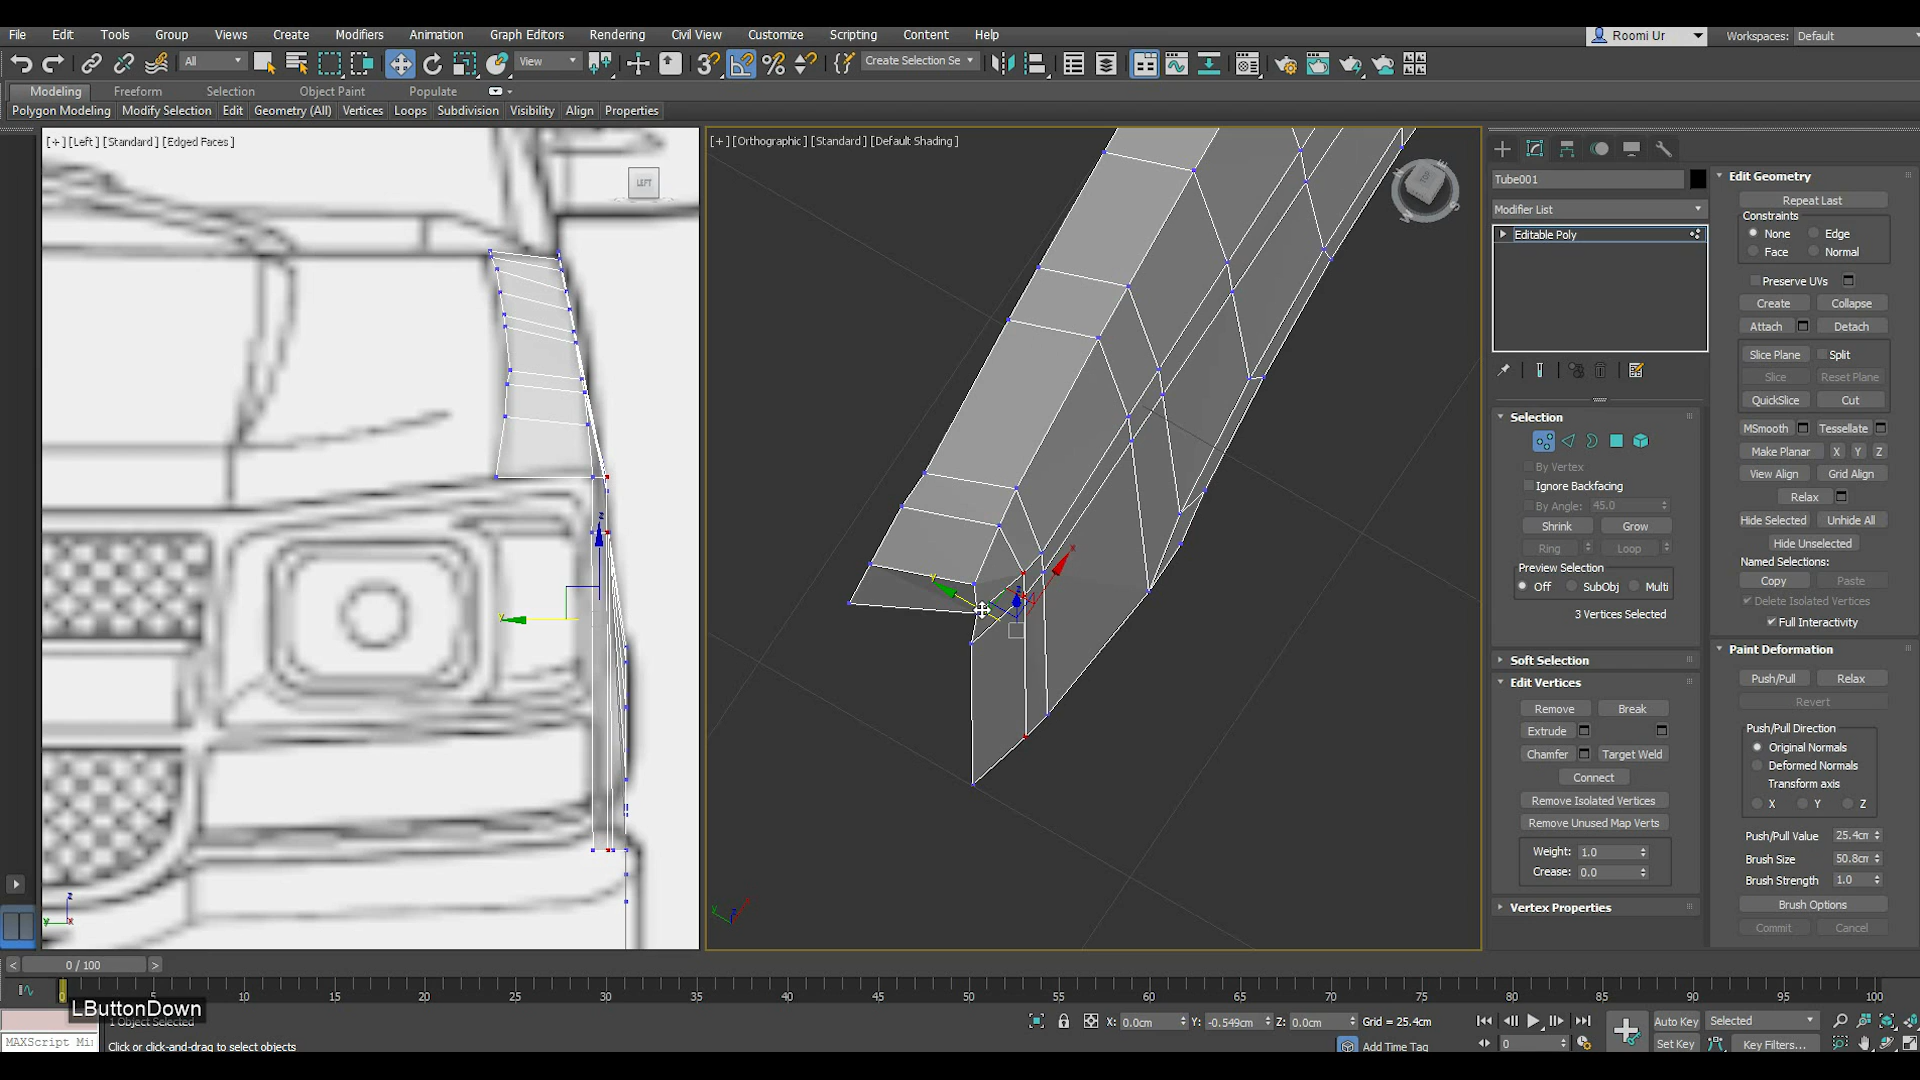 File Edit Tools Group Views Create Modifiers Animation Graph Editors Rendering Civil View Customize Scripting Content Help
Roomi Ur Workspaces: Default
All View Create Selection Se
Modeling Freeform Selection Object Paint Populate
Polygon Modeling Modify Selection Edit Geometry (All) Vertices Loops Subdivision Visibility Align Properties
[+] [Left] [Standard] [Edged Faces]
LEFT
[+] [Orthographic] [Standard] [Default Shading]
Tube001
Modifier List
Editable Poly
Selection
By Vertex
Ignore Backfacing
By Angle: 45.0
Shrink Grow
Ring Loop
Preview Selection
Off SubObj Multi
3 Vertices Selected
Soft Selection
Edit Vertices
Remove Break
Extrude
Chamfer Target Weld
Connect
Remove Isolated Vertices
Remove Unused Map Verts
Weight: 1.0
Crease: 0.0
Vertex Properties
Edit Geometry
Repeat Last
Constraints
None Edge
Face Normal
Preserve UVs
Create Collapse
Attach Detach
Slice Plane Split
Slice Reset Plane
QuickSlice Cut
MSmooth Tessellate
Make Planar X Y Z
View Align Grid Align
Relax
Hide Selected Unhide All
Hide Unselected
Named Selections:
Copy Paste
Delete Isolated Vertices
Full Interactivity
Paint Deformation
Push/Pull Relax
Revert
Push/Pull Direction
Original Normals
Deformed Normals
Transform axis
X Y Z
Push/Pull Value 25.4cm
Brush Size 50.8cm
Brush Strength 1.0
Brush Options
Commit Cancel
< 0 / 100 >
0 5 10 15 20 25 30 35 40 45 50 55 60 65 70 75 80 85 90 95 100
LButtonDown
1 Object Selected
MAXScript Mi
Click or click-and-drag to select objects
X: 0.0cm Y: -0.549cm Z: 0.0cm Grid = 25.4cm
Add Time Tag
Auto Key Selected
0 Set Key Key Filters...